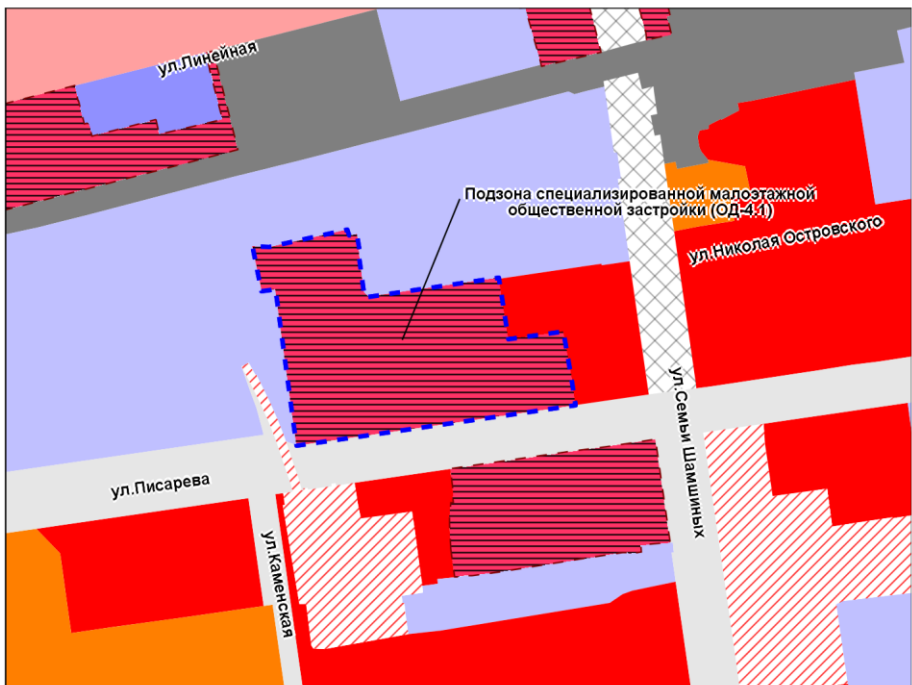 ул.Линейная
Подзона специализированной малоэтажной
общественной застройки (ОД-4.1)
ул.Николая Островского
ул.Семьи Шамшиных
ул.Писарева
ул.Каменская